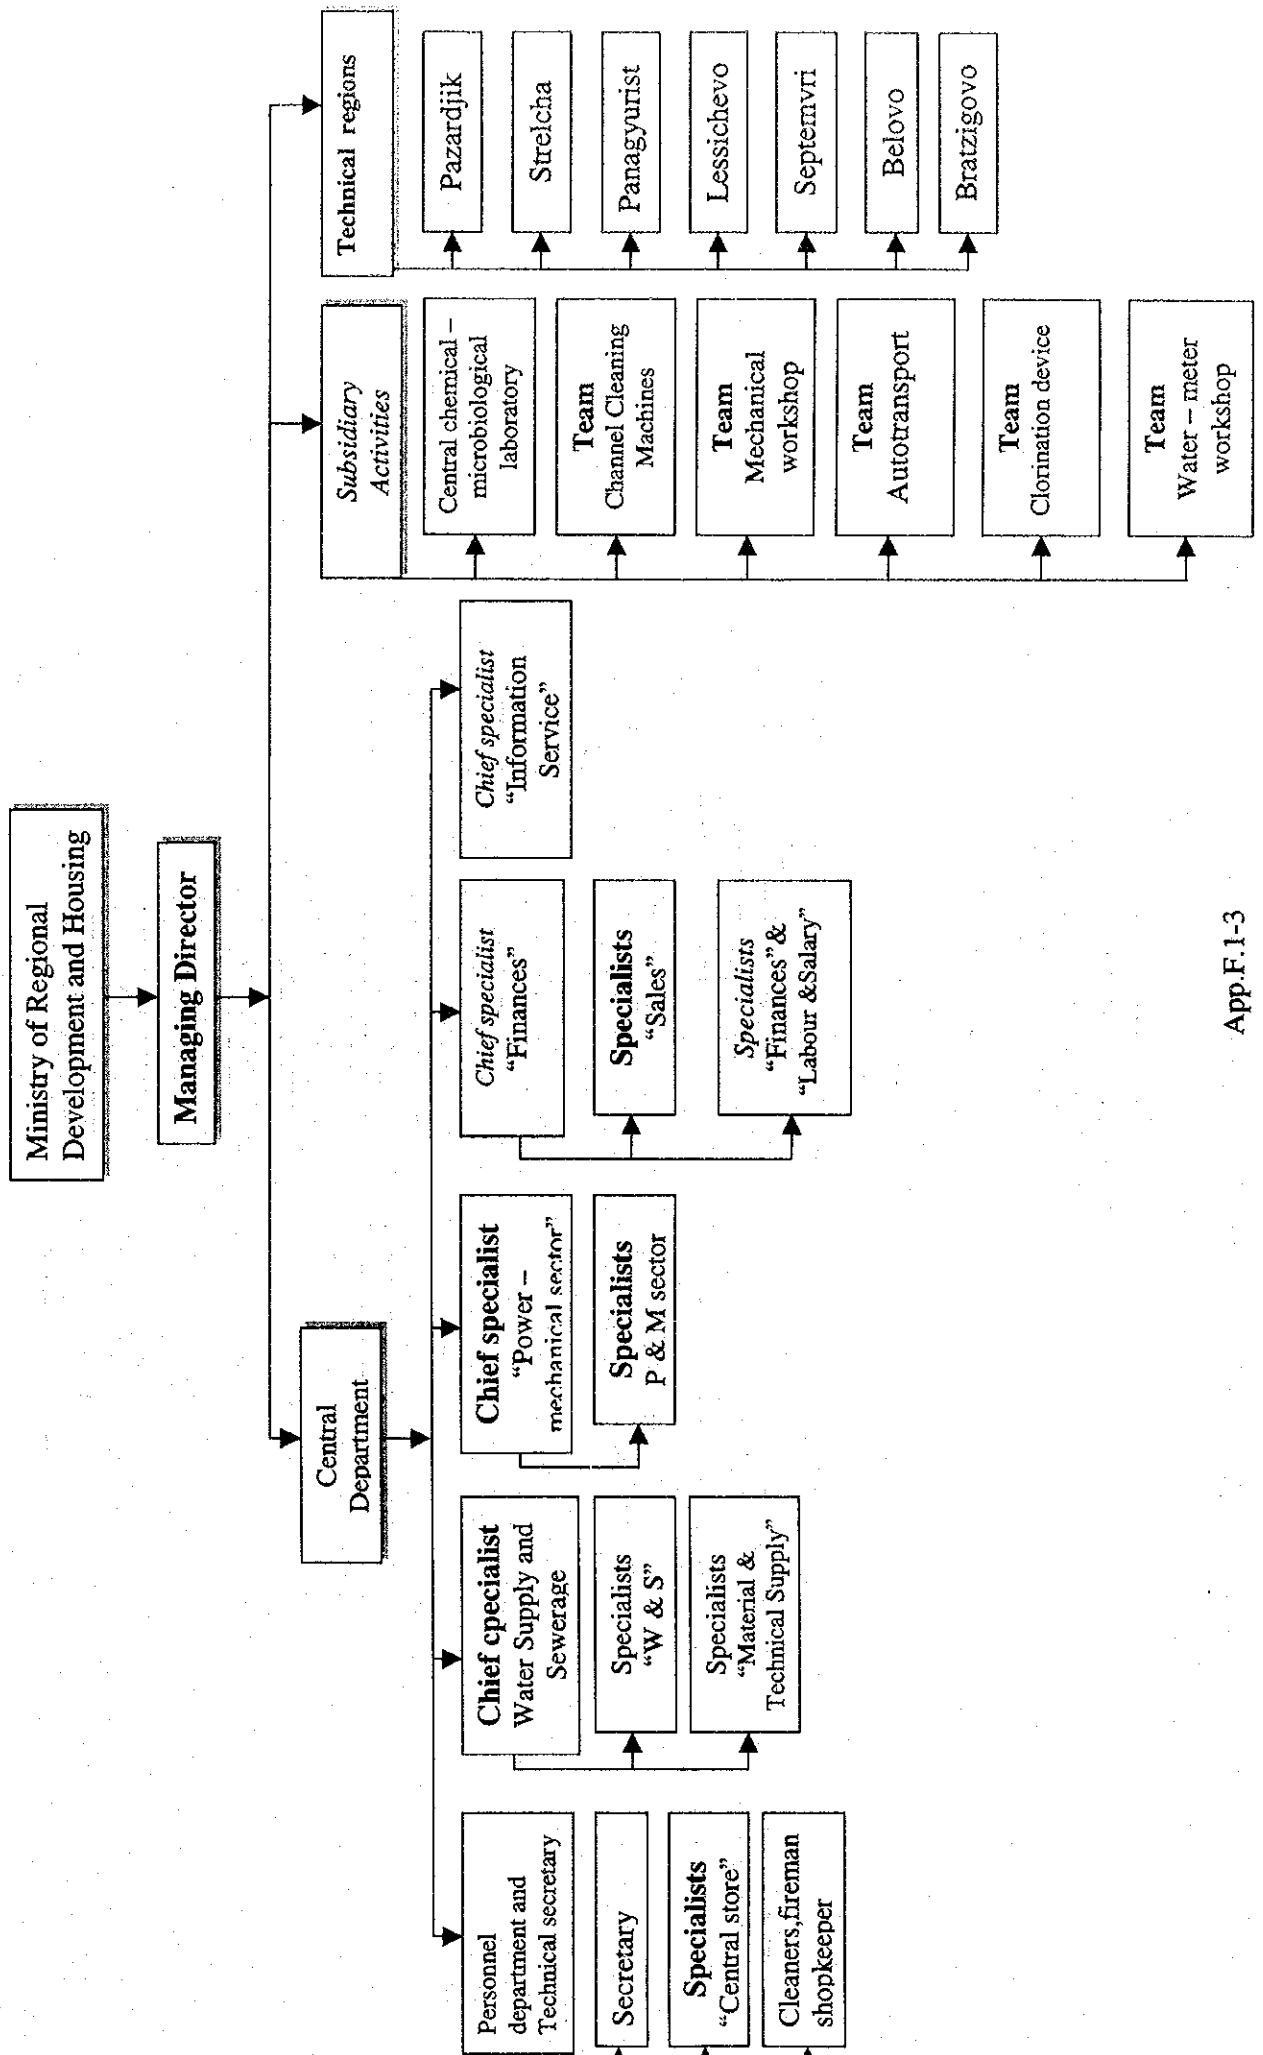 Ministry of Regional
Development and Housing
Managing Director
Central
Department
Subsidiary
Activities
Technical regions
Personnel
department and
Technical secretary
Secretary
Specialists
“Central store”
Cleaners,fireman
shopkeeper
Chief cpecialist
Water Supply and
Sewerage
Specialists
“W & S”
Specialists
“Material &
Technical Supply”
Chief specialist
“Power –
mechanical sector”
Specialists
P & M sector
Chief specialist
“Finances”
Specialists
“Sales”
Specialists
“Finances”&
“Labour &Salary”
Chief specialist
“Information
Service”
Central chemical –
microbiological
laboratory
Team
Channel Cleaning
Machines
Team
Mechanical
workshop
Team
Autotransport
Team
Clorination device
Team
Water – meter
workshop
Pazardjik
Strelcha
Panagyurist
Lessichevo
Septemvri
Belovo
Bratzigovo
App.F.1-3